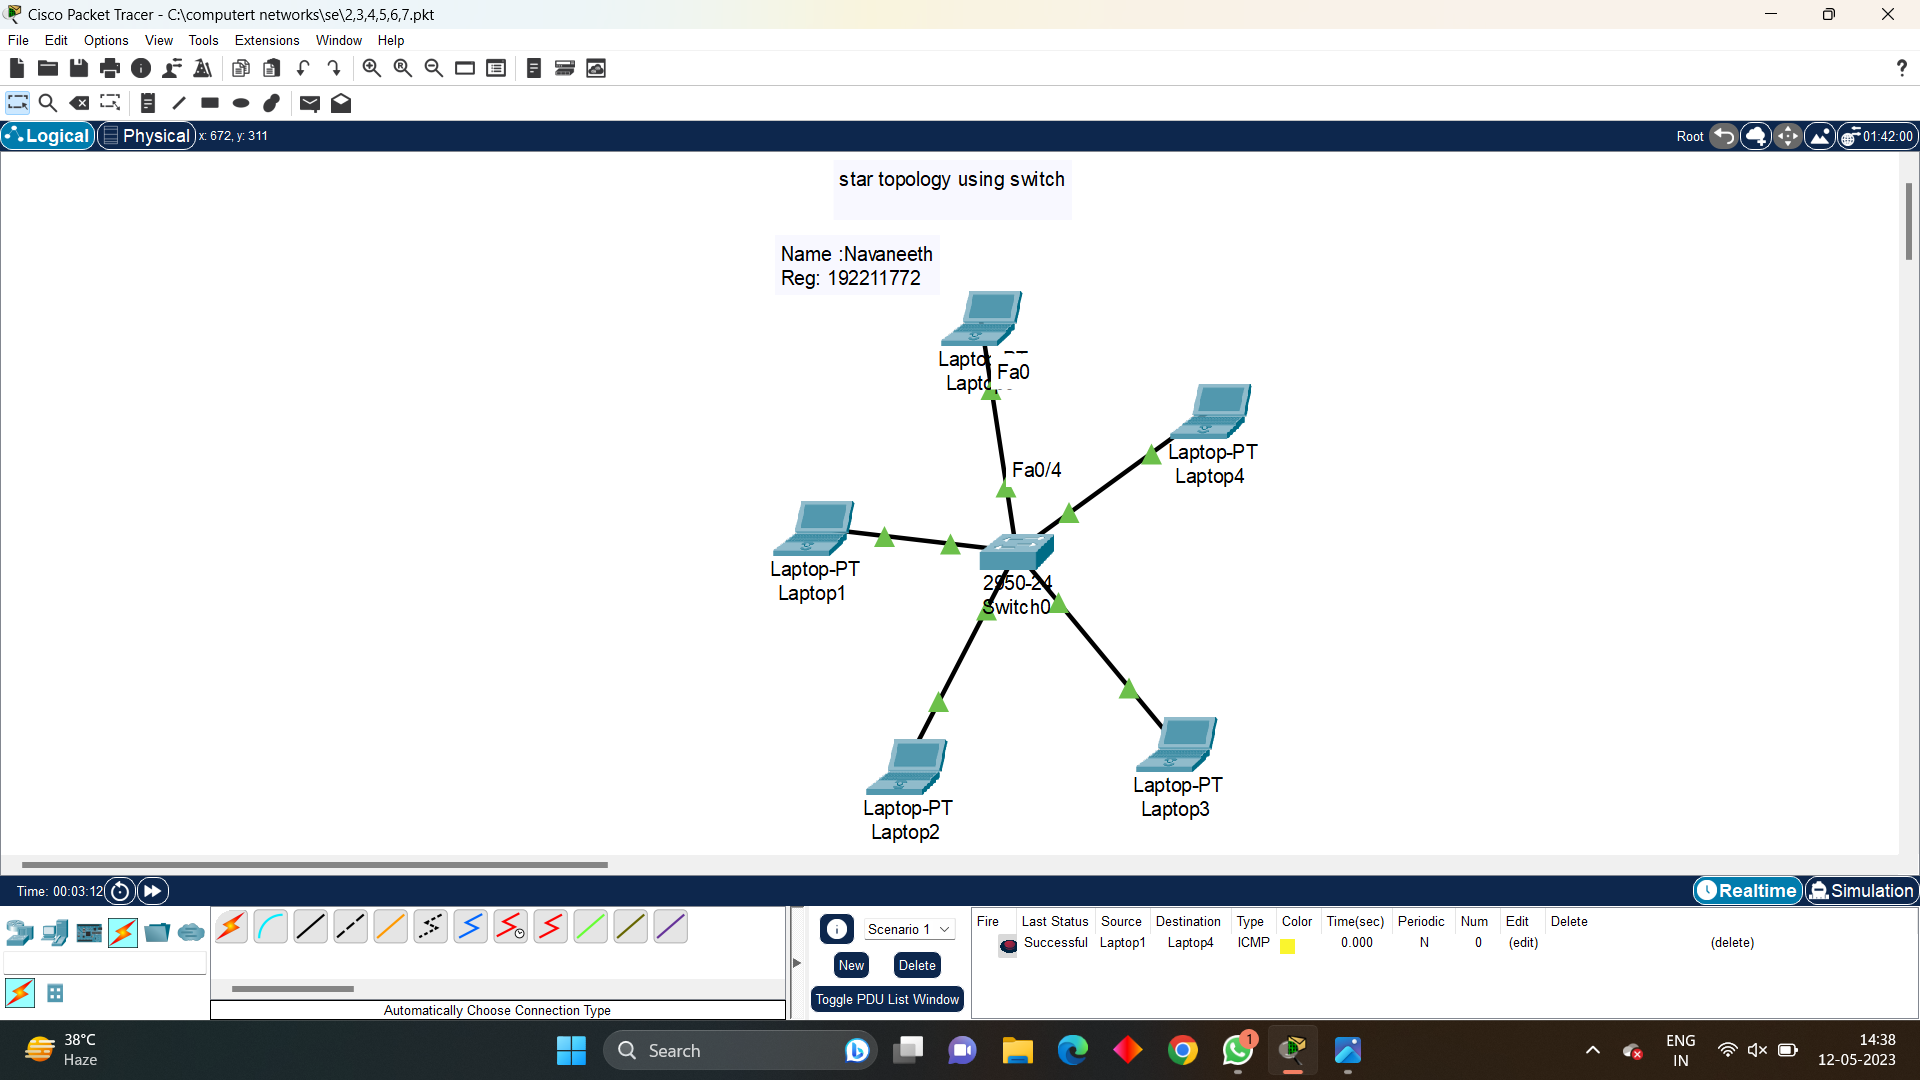 Cisco Packet Tracer - C:\computert networks\se\2,3,4,5,6,7.pkt
File Edit Options View Tools Extensions Window Help
?
Logical Physical x: 672, y: 311 Root 01:42:00
star topology using switch
Name :Navaneeth
Reg: 192211772
Fa0
Laptop-PT
Laptop4
Fa0/4
Laptop-PT
Laptop1
2950-24
Switch0
Laptop-PT
Laptop3
Laptop-PT
Laptop2
Time: 00:03:12 Realtime Simulation
Scenario 1
New Delete
Toggle PDU List Window
Fire Last Status Source Destination Type Color Time(sec) Periodic Num Edit Delete
Successful Laptop1 Laptop4 ICMP 0.000 N 0 (edit) (delete)
Automatically Choose Connection Type
38°C
Haze
Search
1
ENG
IN
14:38
12-05-2023